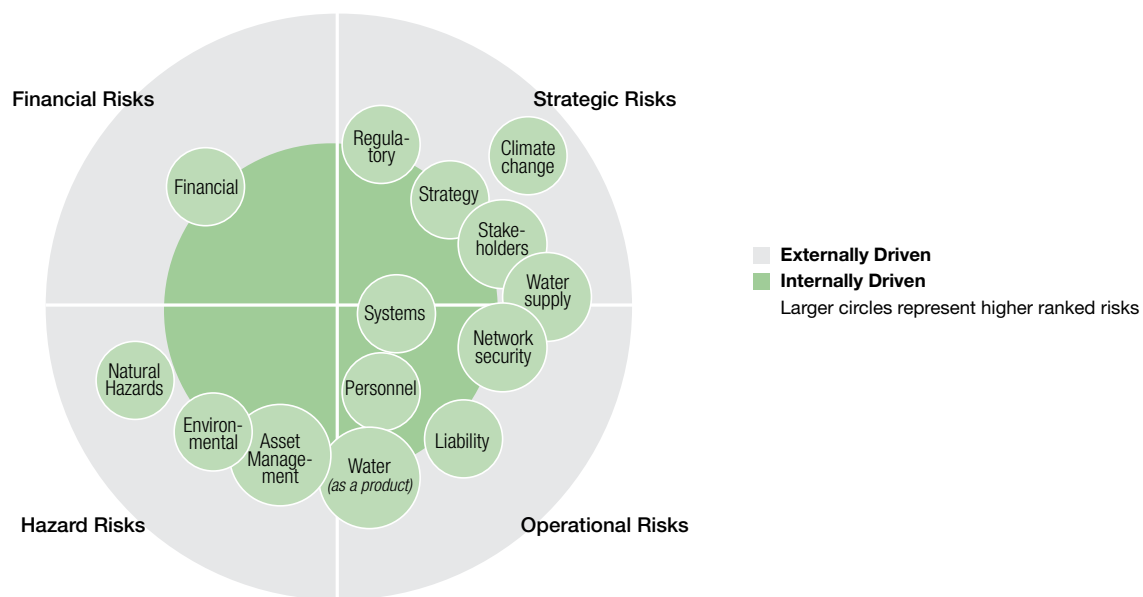 Financial Risks
Strategic Risks
Regula-
tory
Climate
change
Financial
Strategy
Stake-
holders
Water
supply
Systems
Network
security
Natural
Hazards
Personnel
Environ-
mental
Asset
Manage-
ment
Water
(as a product)
Liability
Hazard Risks
Operational Risks
Externally Driven
Internally Driven
Larger circles represent higher ranked risks